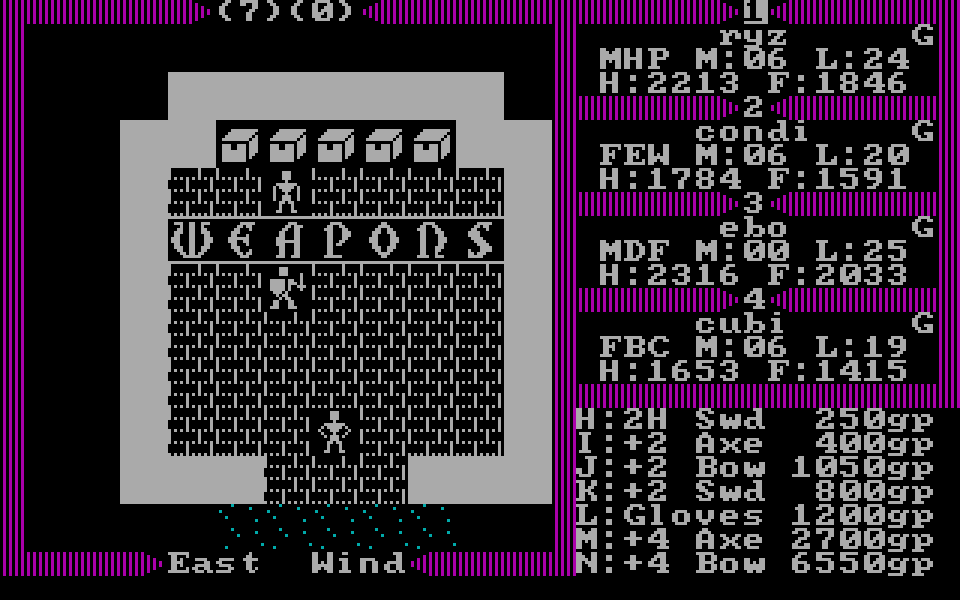 (7)(0)
WEAPONS
East Wind
1
ryz G
MHP M:06 L:24
H:2213 F:1846
2
condi G
FEW M:06 L:20
H:1784 F:1591
3
ebo G
MDF M:00 L:25
H:2316 F:2033
4
cubi G
FBC M:06 L:19
H:1653 F:1415
H:2H Swd 250gp
I:+2 Axe 400gp
J:+2 Bow 1050gp
K:+2 Swd 800gp
L:Gloves 1200gp
M:+4 Axe 2700gp
N:+4 Bow 6550gp